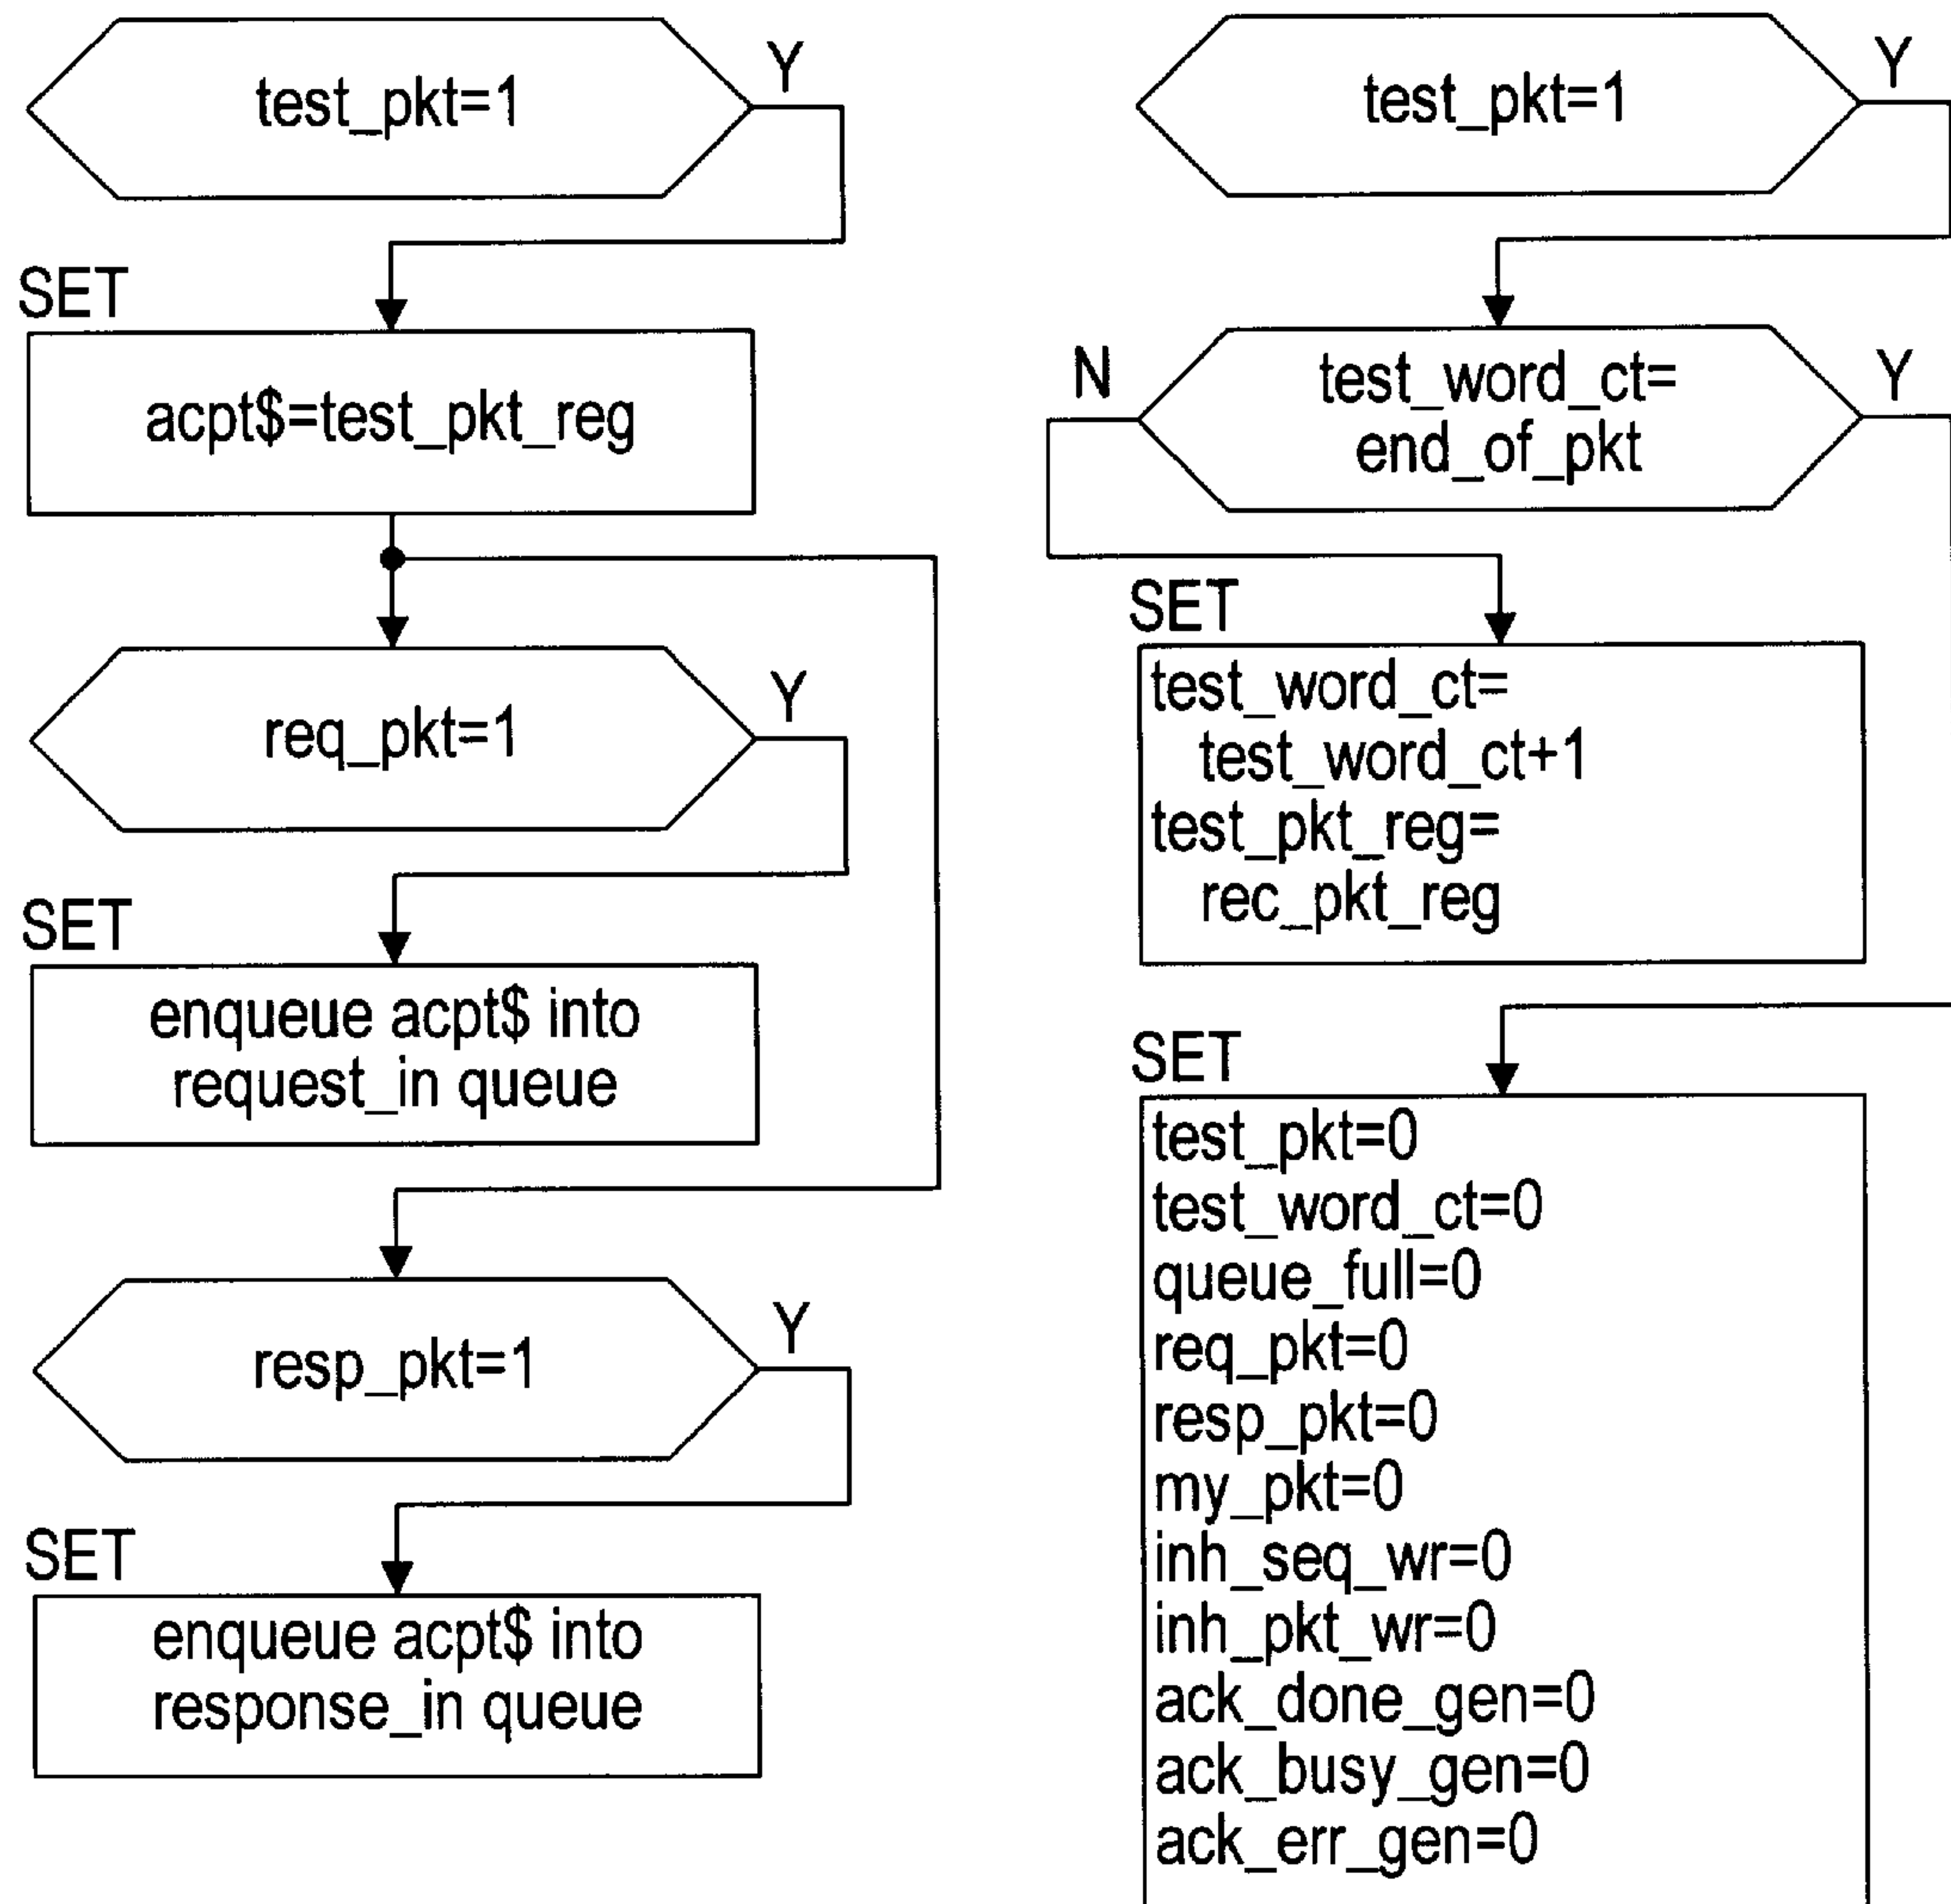 test_pkt=1
Y
SET
acpt$=test_pkt_reg
req_pkt=1
Y
SET
enqueue acpt$ into
request_in queue
resp_pkt=1
Y
SET
enqueue acpt$ into
response_in queue
test_pkt=1
Y
N
test_word_ct=
end_of_pkt
Y
SET
test_word_ct=
test_word_ct+1
test_pkt_reg=
rec_pkt_reg
SET
test_pkt=0
test_word_ct=0
queue_full=0
req_pkt=0
resp_pkt=0
my_pkt=0
inh_seq_wr=0
inh_pkt_wr=0
ack_done_gen=0
ack_busy_gen=0
ack_err_gen=0